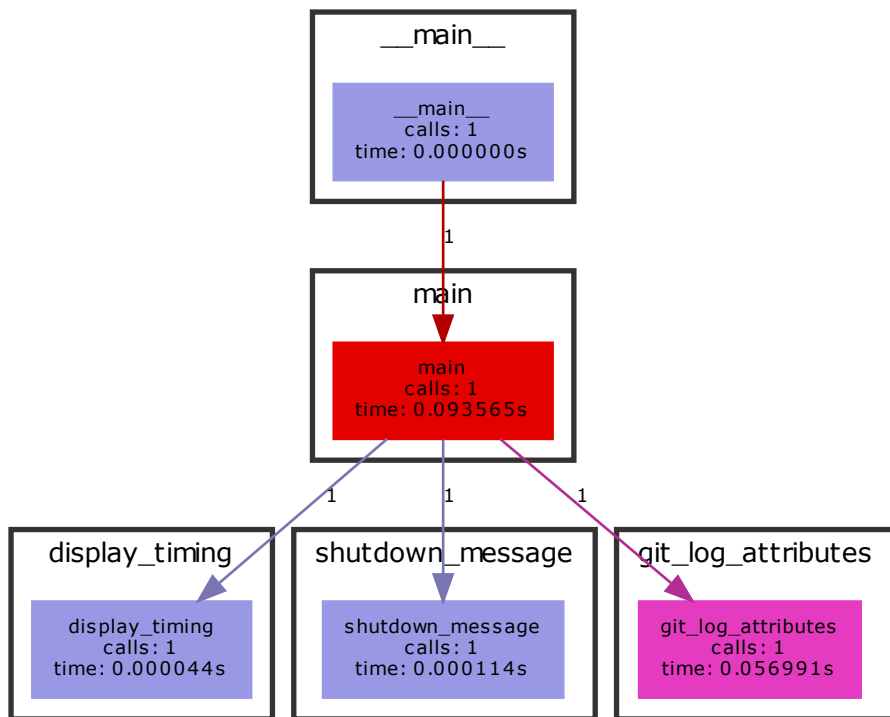 __main__
__main__
calls: 1
time: 0.000000s
1
main
main
calls: 1
time: 0.093565s
1
1
1
display_timing
display_timing
calls: 1
time: 0.000044s
shutdown_message
shutdown_message
calls: 1
time: 0.000114s
git_log_attributes
git_log_attributes
calls: 1
time: 0.056991s